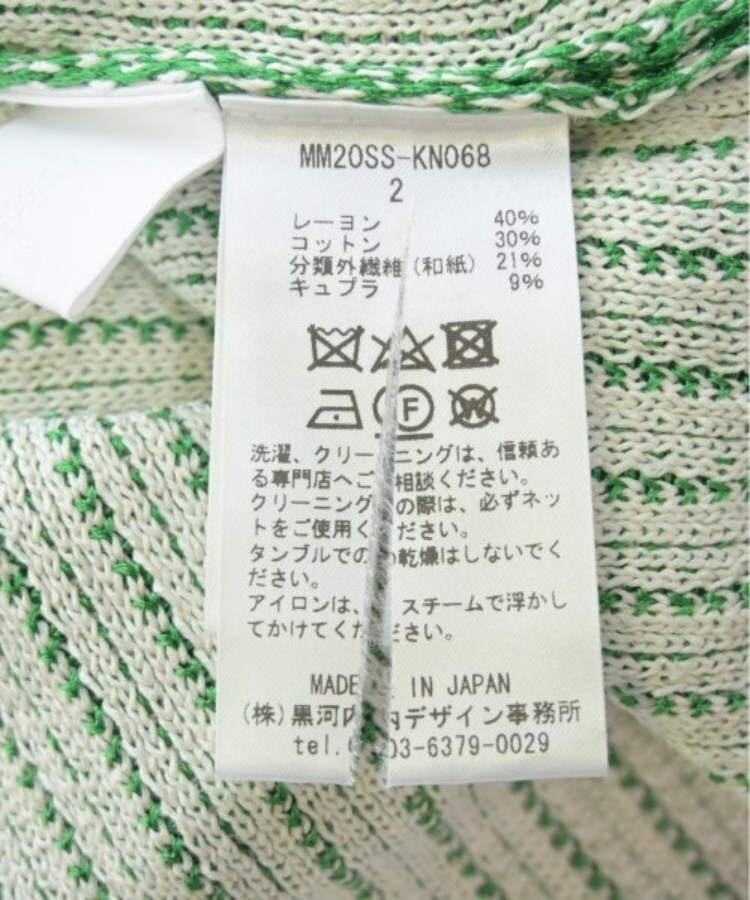 MM20SS-KN068
2
レーヨン 40%
コットン 30%
分類外繊維(和紙) 21%
キュプラ 9%
F
W
洗濯、クリーニングは、信頼あ
る専門店へご相談ください。
クリーニングの際は、必ずネッ
トをご使用ください。
タンブルでの乾燥はしないでく
ださい。
アイロンは、スチームで浮かし
てかけてください。
MADE IN JAPAN
(株)黒河内デザイン事務所
tel. 03-6379-0029